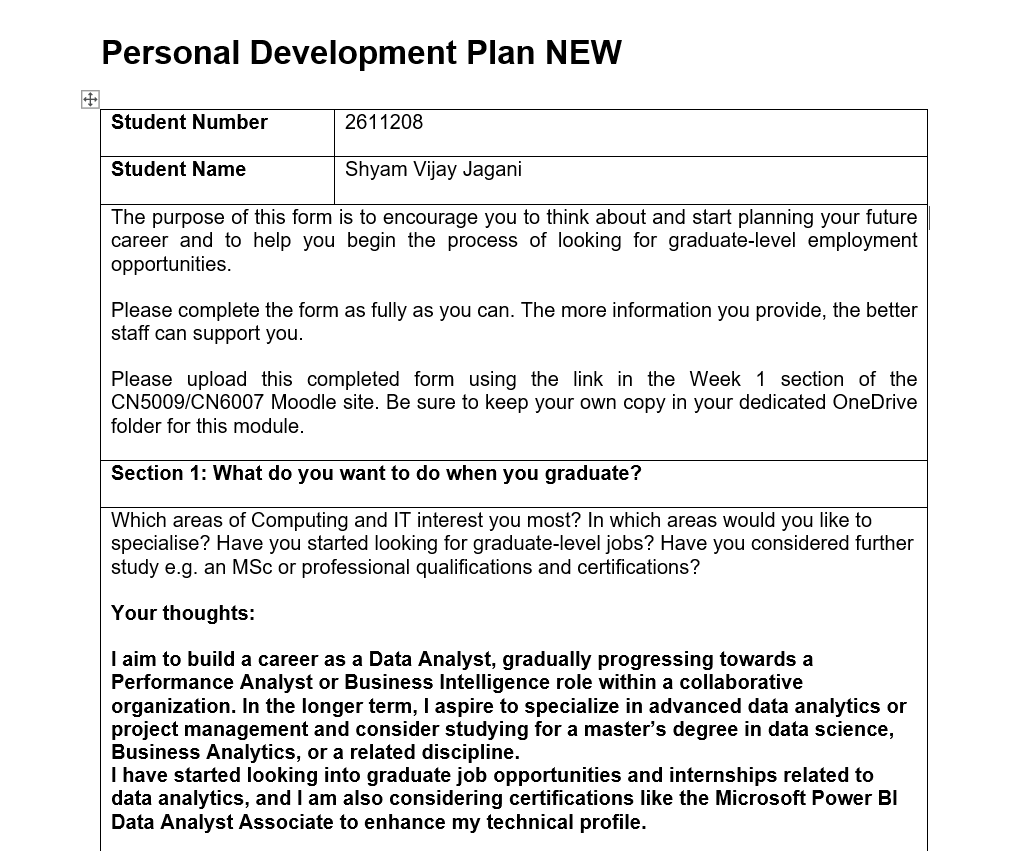 Personal Development Plan NEW
Student Number 2611208
Student Name Shyam Vijay Jagani
The purpose of this form is to encourage you to think about and start planning your future
career and to help you begin the process of looking for graduate-level employment
opportunities.
Please complete the form as fully as you can. The more information you provide, the better
staff can support you.
Please upload this completed form using the link in the Week 1 section of the
CN5009/CN6007 Moodle site. Be sure to keep your own copy in your dedicated OneDrive
folder for this module.
Section 1: What do you want to do when you graduate?
Which areas of Computing and IT interest you most? In which areas would you like to
specialise? Have you started looking for graduate-level jobs? Have you considered further
study e.g. an MSc or professional qualifications and certifications?
Your thoughts:
I aim to build a career as a Data Analyst, gradually progressing towards a
Performance Analyst or Business Intelligence role within a collaborative
organization. In the longer term, I aspire to specialize in advanced data analytics or
project management and consider studying for a master’s degree in data science,
Business Analytics, or a related discipline.
I have started looking into graduate job opportunities and internships related to
data analytics, and I am also considering certifications like the Microsoft Power BI
Data Analyst Associate to enhance my technical profile.